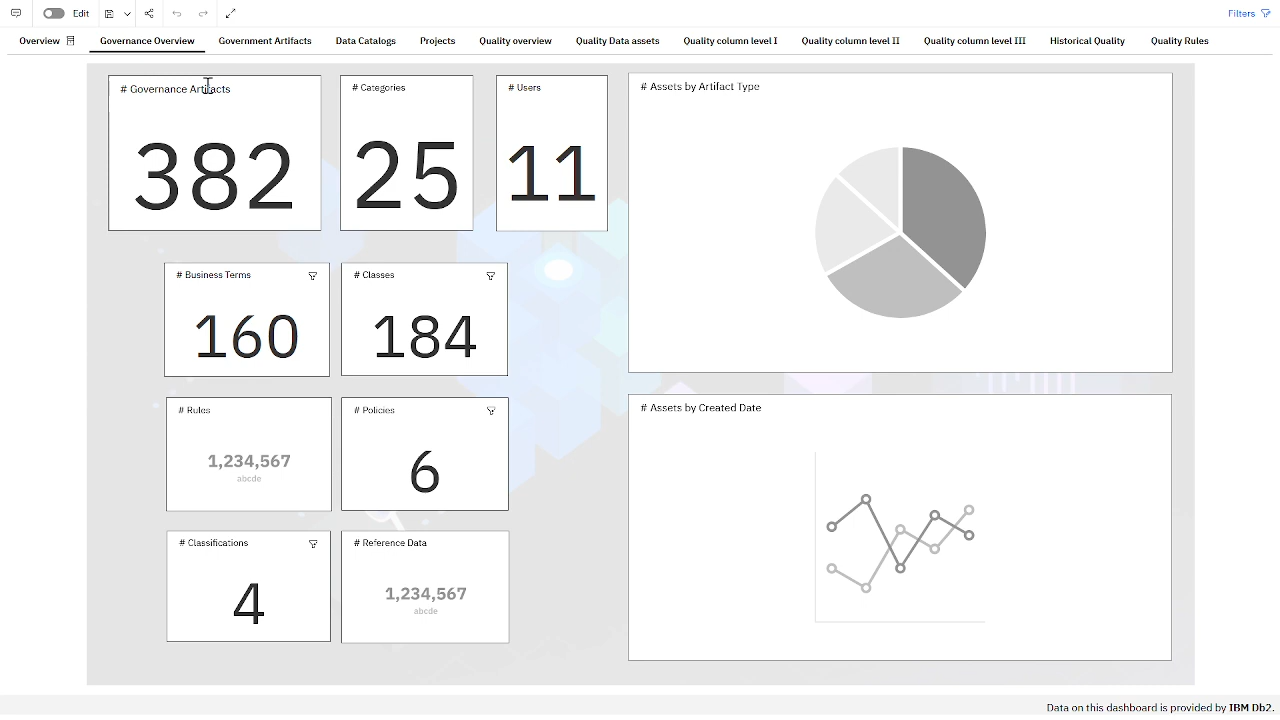 Edit
Filters
Overview
Governance Overview
Government Artifacts
Data Catalogs
Projects
Quality overview
Quality Data assets
Quality column level I
Quality column level II
Quality column level III
Historical Quality
Quality Rules
# Governance Artifacts
382
# Categories
25
# Users
11
# Assets by Artifact Type
# Business Terms
160
# Classes
184
# Rules
1,234,567
abcde
# Policies
6
# Assets by Created Date
# Classifications
4
# Reference Data
1,234,567
abcde
Data on this dashboard is provided by IBM Db2.